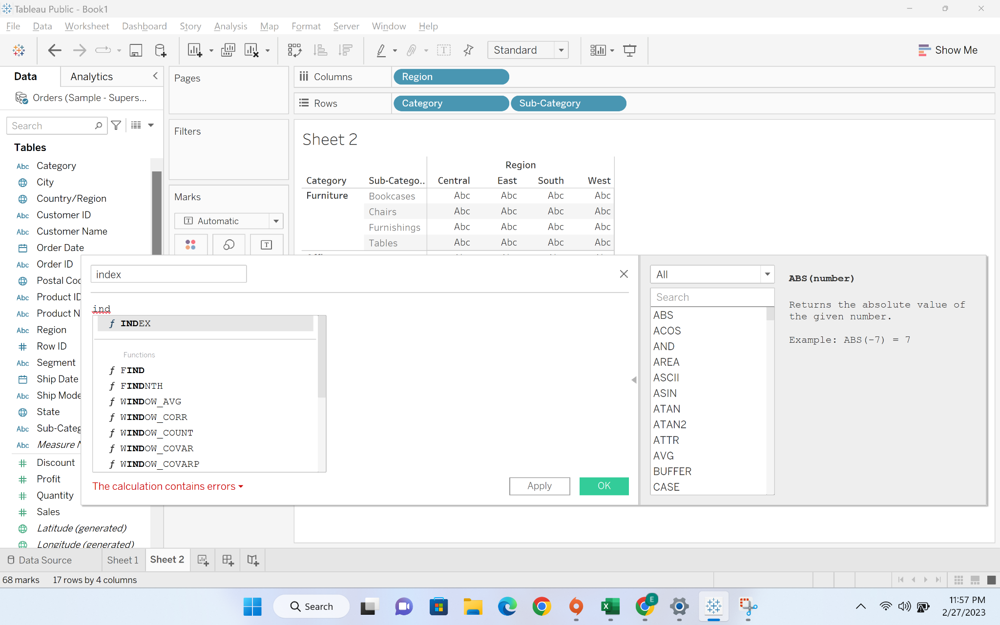 Tableau Public - Book1
File Data Worksheet Dashboard Story Analysis Map Format Server Window Help
Standard
Show Me
Data Analytics
Orders (Sample - Supers...
Search
Tables
Abc Category
City
Country/Region
Abc Customer ID
Abc Customer Name
Order Date
Abc Order ID
Postal Coc
Abc Product ID
Abc Product N
Abc Region
# Row ID
Abc Segment
Ship Date
Abc Ship Mode
State
Abc Sub-Categ
Abc Measure N
# Discount
# Profit
# Quantity
# Sales
Latitude (generated)
Longitude (generated)
Pages
Filters
Marks
T Automatic
T
Columns Region
Rows Category Sub-Category
Sheet 2
Region
Category Sub-Catego.. Central East South West
Furniture Bookcases Abc Abc Abc Abc
Chairs Abc Abc Abc Abc
Furnishings Abc Abc Abc Abc
Tables Abc Abc Abc Abc
index
ind
f INDEX
Functions
f FIND
f FINDNTH
f WINDOW_AVG
f WINDOW_CORR
f WINDOW_COUNT
f WINDOW_COVAR
f WINDOW_COVARP
The calculation contains errors
Apply OK
All
Search
ABS
ACOS
AND
AREA
ASCII
ASIN
ATAN
ATAN2
ATTR
AVG
BUFFER
CASE
ABS(number)
Returns the absolute value of
the given number.
Example: ABS(-7) = 7
Data Source Sheet 1 Sheet 2
68 marks 17 rows by 4 columns
Search
E
11:57 PM
2/27/2023